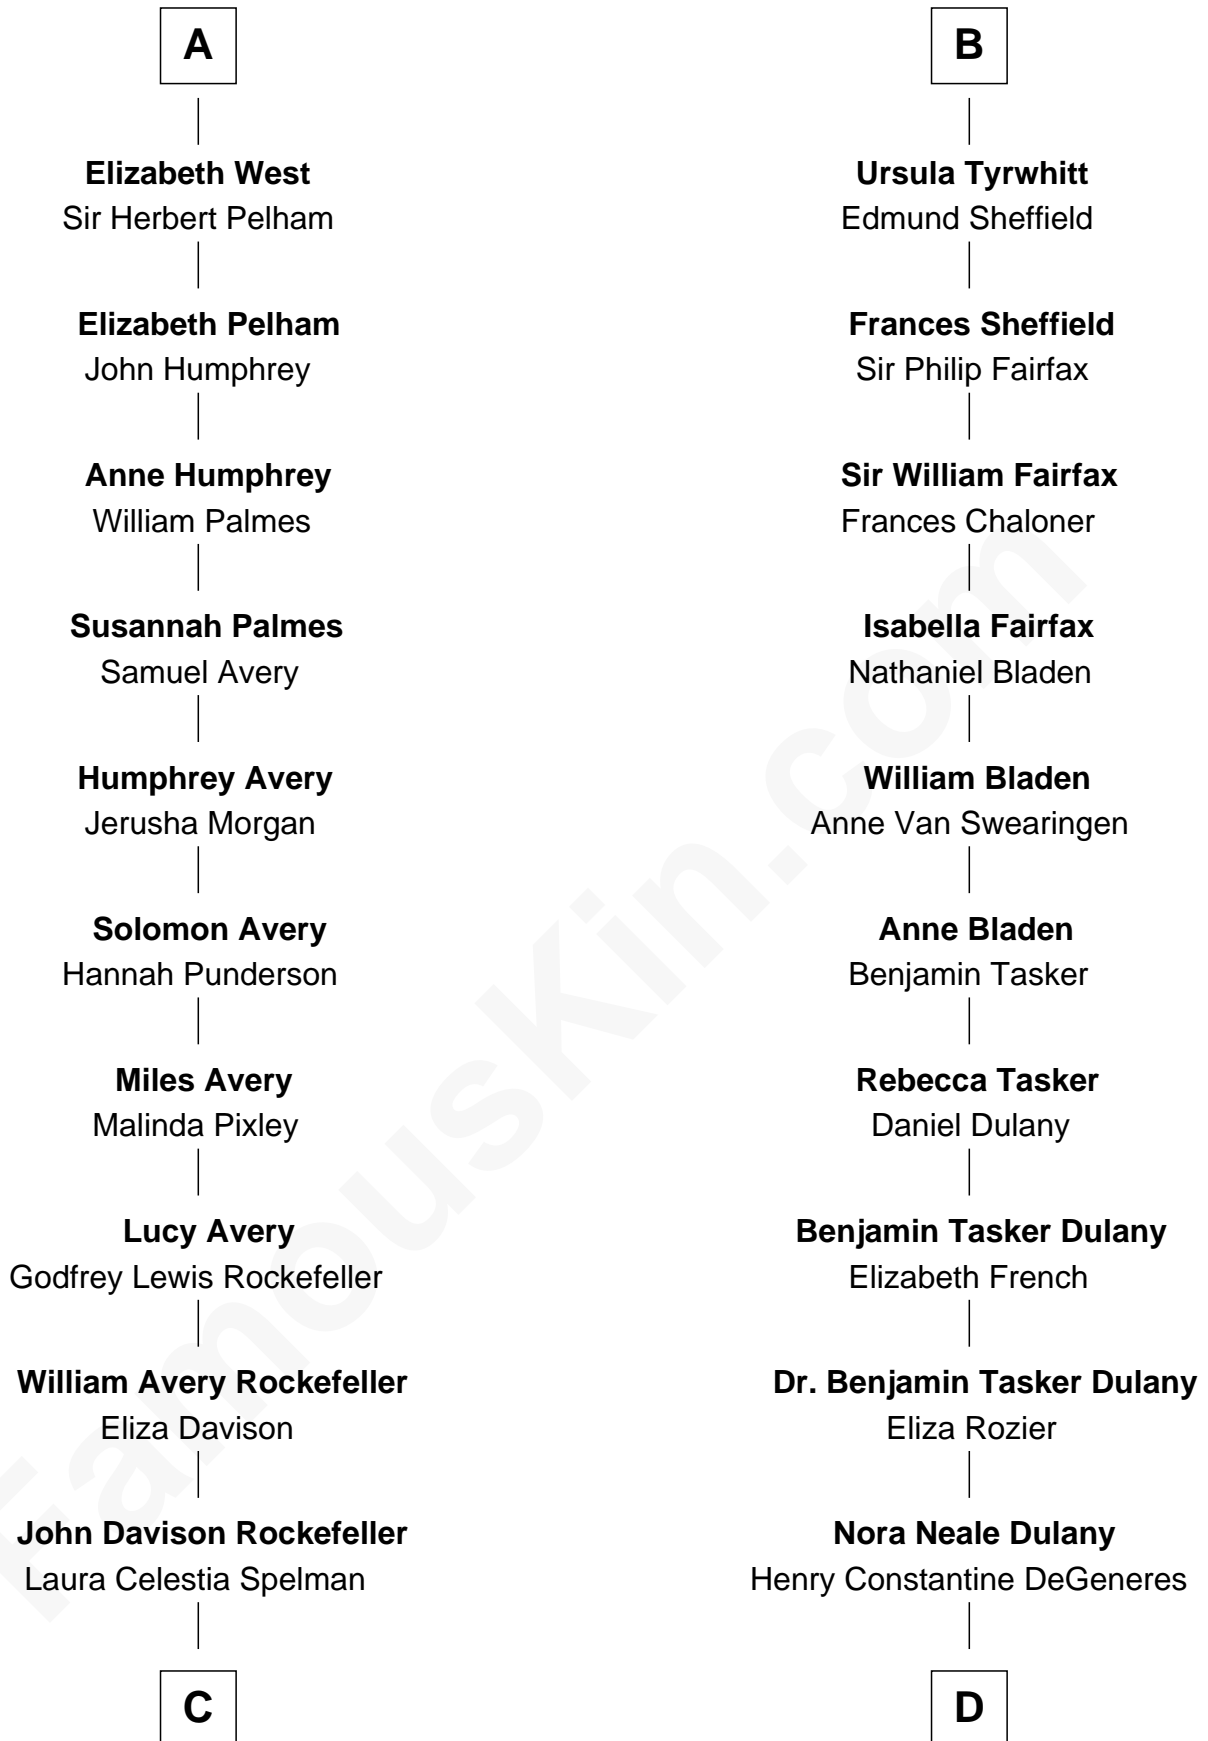 A
Elizabeth West
Sir Herbert Pelham
Elizabeth Pelham
John Humphrey
Anne Humphrey
William Palmes
Susannah Palmes
Samuel Avery
Humphrey Avery
Jerusha Morgan
Solomon Avery
Hannah Punderson
Miles Avery
Malinda Pixley
Lucy Avery
Godfrey Lewis Rockefeller
William Avery Rockefeller
Eliza Davison
John Davison Rockefeller
Laura Celestia Spelman
C
B
Ursula Tyrwhitt
Edmund Sheffield
Frances Sheffield
Sir Philip Fairfax
Sir William Fairfax
Frances Chaloner
Isabella Fairfax
Nathaniel Bladen
William Bladen
Anne Van Swearingen
Anne Bladen
Benjamin Tasker
Rebecca Tasker
Daniel Dulany
Benjamin Tasker Dulany
Elizabeth French
Dr. Benjamin Tasker Dulany
Eliza Rozier
Nora Neale Dulany
Henry Constantine DeGeneres
D
FamousKin.com